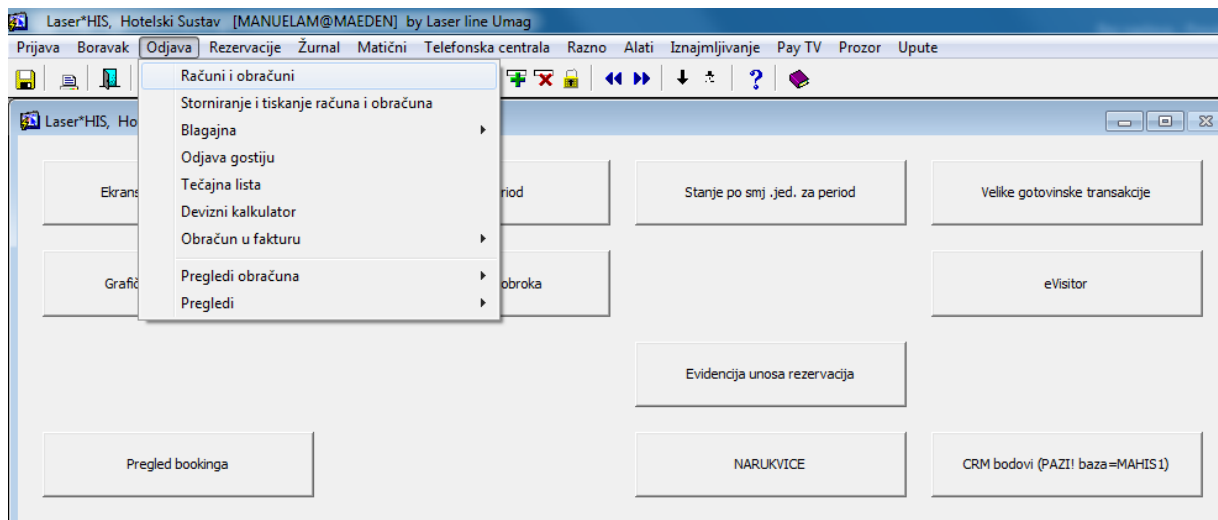 Laser*HIS, Hotelski Sustav [MANUELAM@MAEDEN] by Laser line Umag
Prijava Boravak Odjava Rezervacije Žurnal Matični Telefonska centrala Razno Alati Iznajmljivanje Pay TV Prozor Upute
Računi i obračuni
Storniranje i tiskanje računa i obračuna
Blagajna
Odjava gostiju
Tečajna lista
Devizni kalkulator
Obračun u fakturu
Pregledi obračuna
Pregledi
Laser*HIS, Ho
Ekrans
riod
Stanje po smj .jed. za period
Velike gotovinske transakcije
Grafič
obroka
eVisitor
Evidencija unosa rezervacija
Pregled bookinga
NARUKVICE
CRM bodovi (PAZI! baza=MAHIS1)